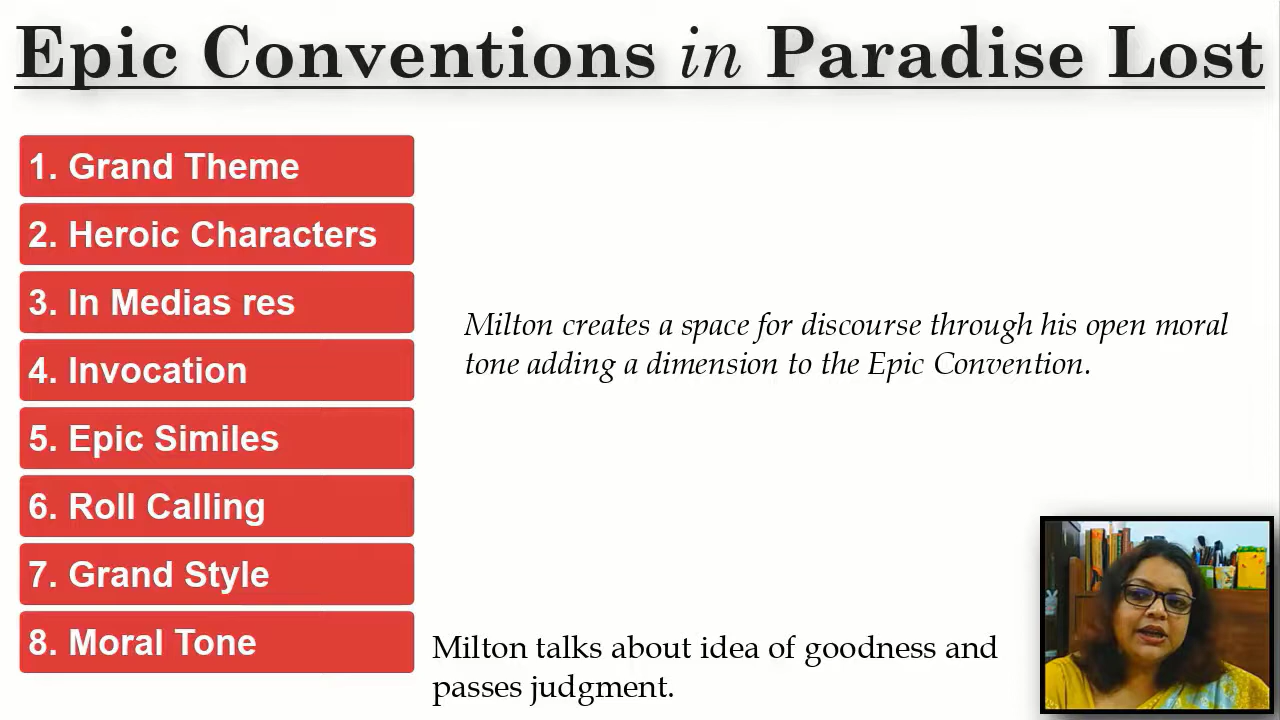 Epic Conventions in Paradise Lost
1. Grand Theme
2. Heroic Characters
3. In Medias res
4. Invocation
5. Epic Similes
6. Roll Calling
7. Grand Style
8. Moral Tone
Milton creates a space for discourse through his open moral
tone adding a dimension to the Epic Convention.
Milton talks about idea of goodness and
passes judgment.